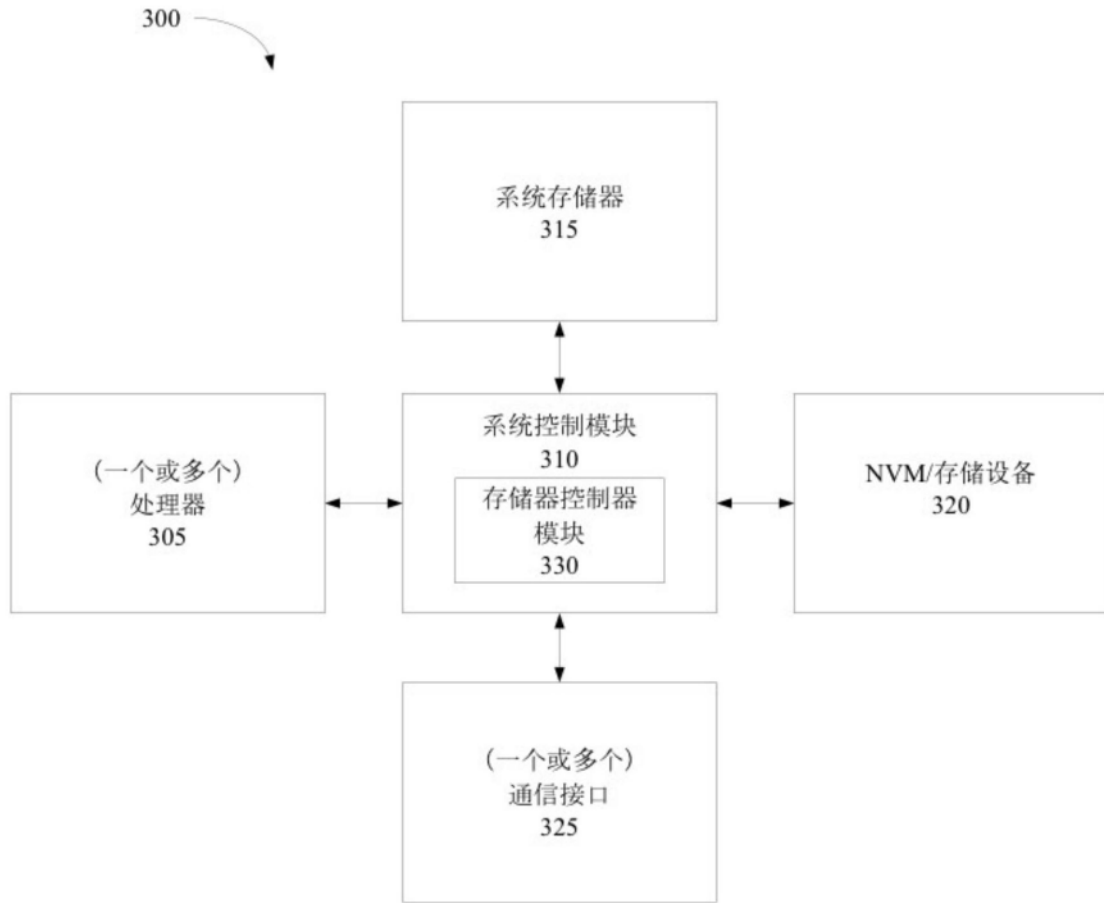 300
系统存储器
315
(一个或多个)
处理器
305
系统控制模块
310
存储器控制器
模块
330
NVM/存储设备
320
(一个或多个)
通信接口
325